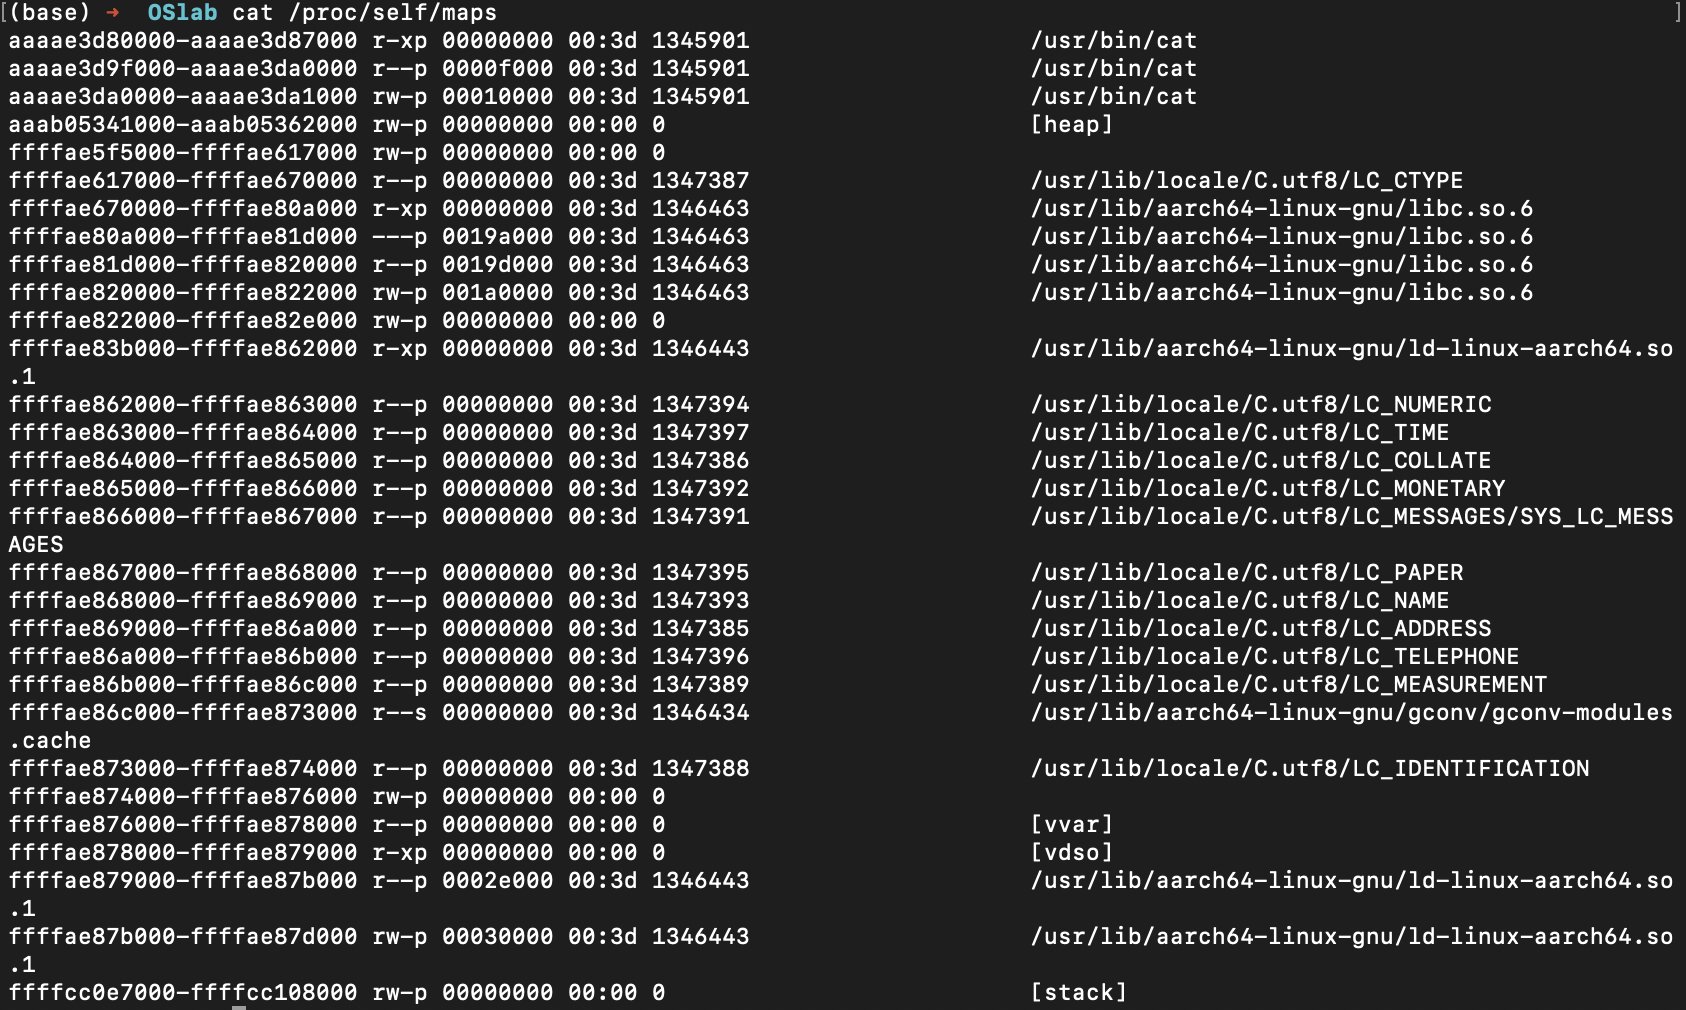 [(base) ➜  OSlab cat /proc/self/maps ]
aaaae3d80000-aaaae3d87000 r-xp 00000000 00:3d 1345901 /usr/bin/cat
aaaae3d9f000-aaaae3da0000 r--p 0000f000 00:3d 1345901 /usr/bin/cat
aaaae3da0000-aaaae3da1000 rw-p 00010000 00:3d 1345901 /usr/bin/cat
aaab05341000-aaab05362000 rw-p 00000000 00:00 0 [heap]
ffffae5f5000-ffffae617000 rw-p 00000000 00:00 0
ffffae617000-ffffae670000 r--p 00000000 00:3d 1347387 /usr/lib/locale/C.utf8/LC_CTYPE
ffffae670000-ffffae80a000 r-xp 00000000 00:3d 1346463 /usr/lib/aarch64-linux-gnu/libc.so.6
ffffae80a000-ffffae81d000 ---p 0019a000 00:3d 1346463 /usr/lib/aarch64-linux-gnu/libc.so.6
ffffae81d000-ffffae820000 r--p 0019d000 00:3d 1346463 /usr/lib/aarch64-linux-gnu/libc.so.6
ffffae820000-ffffae822000 rw-p 001a0000 00:3d 1346463 /usr/lib/aarch64-linux-gnu/libc.so.6
ffffae822000-ffffae82e000 rw-p 00000000 00:00 0
ffffae83b000-ffffae862000 r-xp 00000000 00:3d 1346443 /usr/lib/aarch64-linux-gnu/ld-linux-aarch64.so
.1
ffffae862000-ffffae863000 r--p 00000000 00:3d 1347394 /usr/lib/locale/C.utf8/LC_NUMERIC
ffffae863000-ffffae864000 r--p 00000000 00:3d 1347397 /usr/lib/locale/C.utf8/LC_TIME
ffffae864000-ffffae865000 r--p 00000000 00:3d 1347386 /usr/lib/locale/C.utf8/LC_COLLATE
ffffae865000-ffffae866000 r--p 00000000 00:3d 1347392 /usr/lib/locale/C.utf8/LC_MONETARY
ffffae866000-ffffae867000 r--p 00000000 00:3d 1347391 /usr/lib/locale/C.utf8/LC_MESSAGES/SYS_LC_MESS
AGES
ffffae867000-ffffae868000 r--p 00000000 00:3d 1347395 /usr/lib/locale/C.utf8/LC_PAPER
ffffae868000-ffffae869000 r--p 00000000 00:3d 1347393 /usr/lib/locale/C.utf8/LC_NAME
ffffae869000-ffffae86a000 r--p 00000000 00:3d 1347385 /usr/lib/locale/C.utf8/LC_ADDRESS
ffffae86a000-ffffae86b000 r--p 00000000 00:3d 1347396 /usr/lib/locale/C.utf8/LC_TELEPHONE
ffffae86b000-ffffae86c000 r--p 00000000 00:3d 1347389 /usr/lib/locale/C.utf8/LC_MEASUREMENT
ffffae86c000-ffffae873000 r--s 00000000 00:3d 1346434 /usr/lib/aarch64-linux-gnu/gconv/gconv-modules
.cache
ffffae873000-ffffae874000 r--p 00000000 00:3d 1347388 /usr/lib/locale/C.utf8/LC_IDENTIFICATION
ffffae874000-ffffae876000 rw-p 00000000 00:00 0
ffffae876000-ffffae878000 r--p 00000000 00:00 0 [vvar]
ffffae878000-ffffae879000 r-xp 00000000 00:00 0 [vdso]
ffffae879000-ffffae87b000 r--p 0002e000 00:3d 1346443 /usr/lib/aarch64-linux-gnu/ld-linux-aarch64.so
.1
ffffae87b000-ffffae87d000 rw-p 00030000 00:3d 1346443 /usr/lib/aarch64-linux-gnu/ld-linux-aarch64.so
.1
ffffcc0e7000-ffffcc108000 rw-p 00000000 00:00 0 [stack]